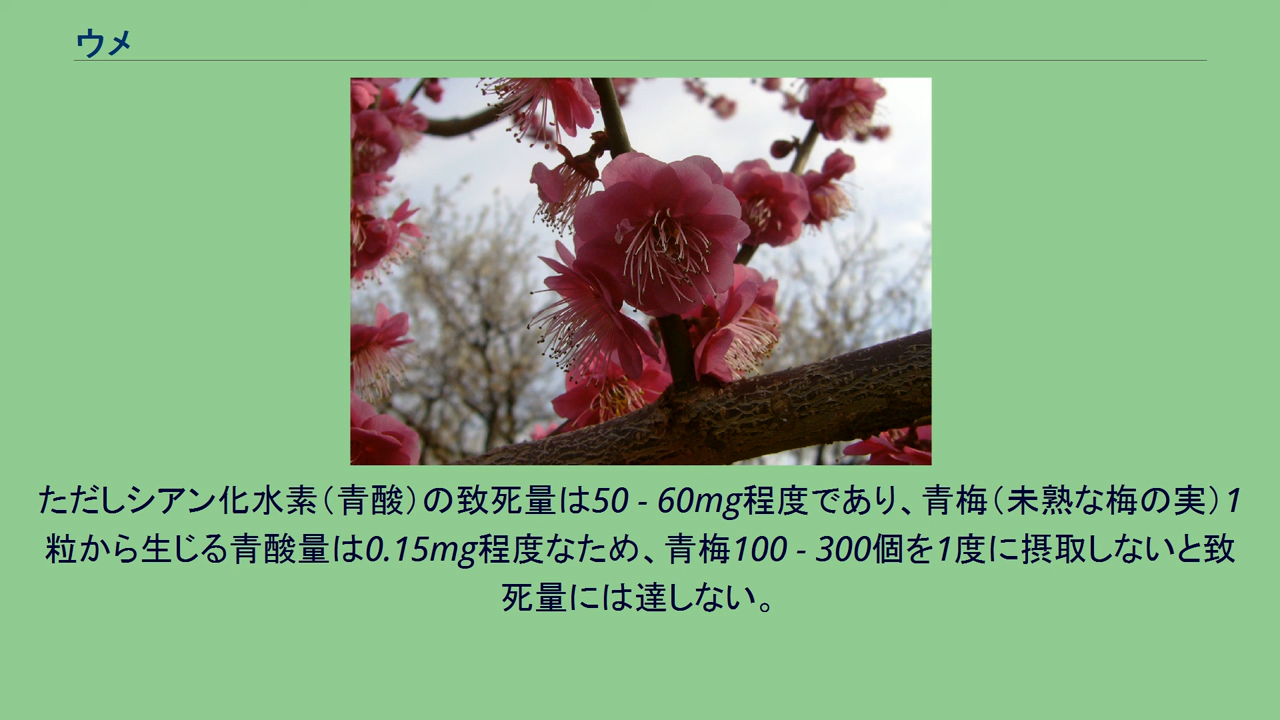 ウメ
ただしシアン化水素（青酸）の致死量は50 - 60mg程度であり、青梅（未熟な梅の実）1
粒から生じる青酸量は0.15mg程度なため、青梅100 - 300個を1度に摂取しないと致
死量には達しない。